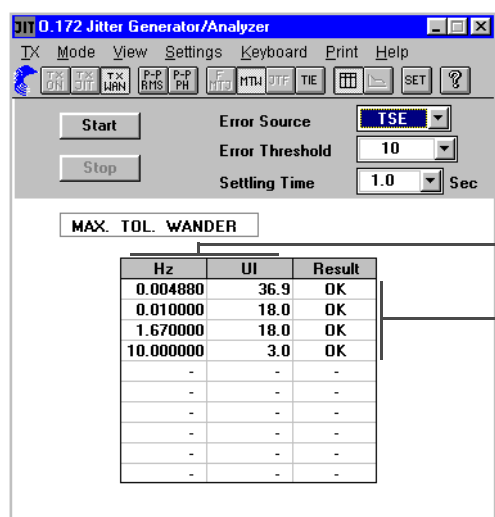 JIT O.172 Jitter Generator/Analyzer
TX Mode View Settings Keyboard Print Help
TX ON TX JIT TX WAN P-P RMS P-P PH F MTJ MTW JTF TIE SET ?
Start
Error Source TSE
Error Threshold 10
Stop
Settling Time 1.0 Sec
MAX. TOL. WANDER
Hz UI Result
0.004880 36.9 OK
0.010000 18.0 OK
1.670000 18.0 OK
10.000000 3.0 OK
- - -
- - -
- - -
- - -
- - -
- - -